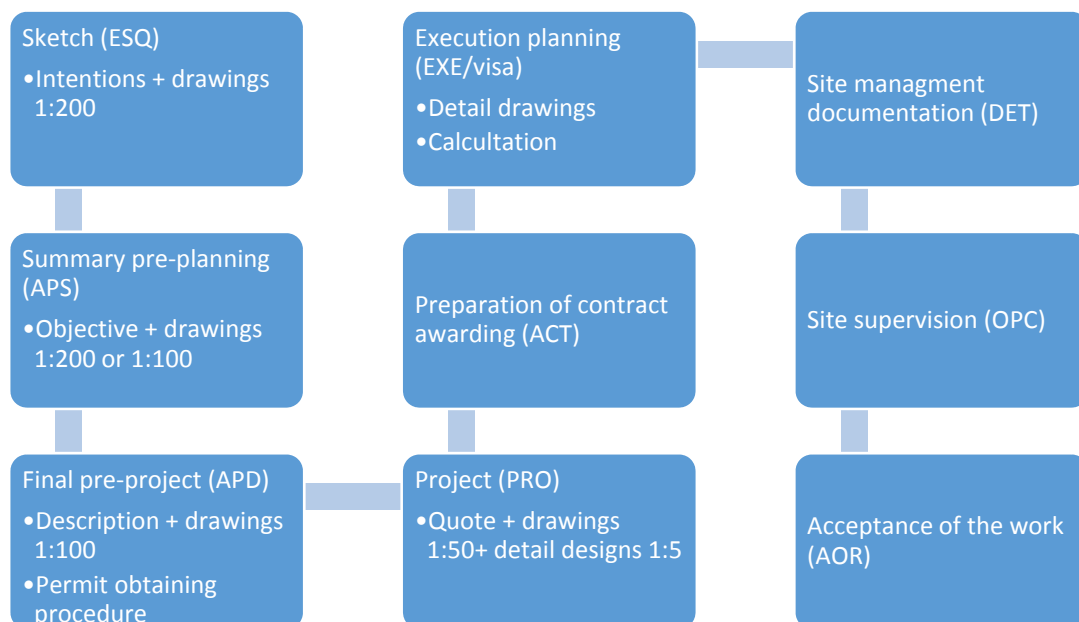 Sketch (ESQ)
•Intentions + drawings
1:200
Summary pre-planning
(APS)
•Objective + drawings
1:200 or 1:100
Final pre-project (APD)
•Description + drawings
1:100
•Permit obtaining
procedure
Project (PRO)
•Quote + drawings
1:50+ detail designs 1:5
Preparation of contract
awarding (ACT)
Execution planning
(EXE/visa)
•Detail drawings
•Calcultation
Site managment
documentation (DET)
Site supervision (OPC)
Acceptance of the work
(AOR)